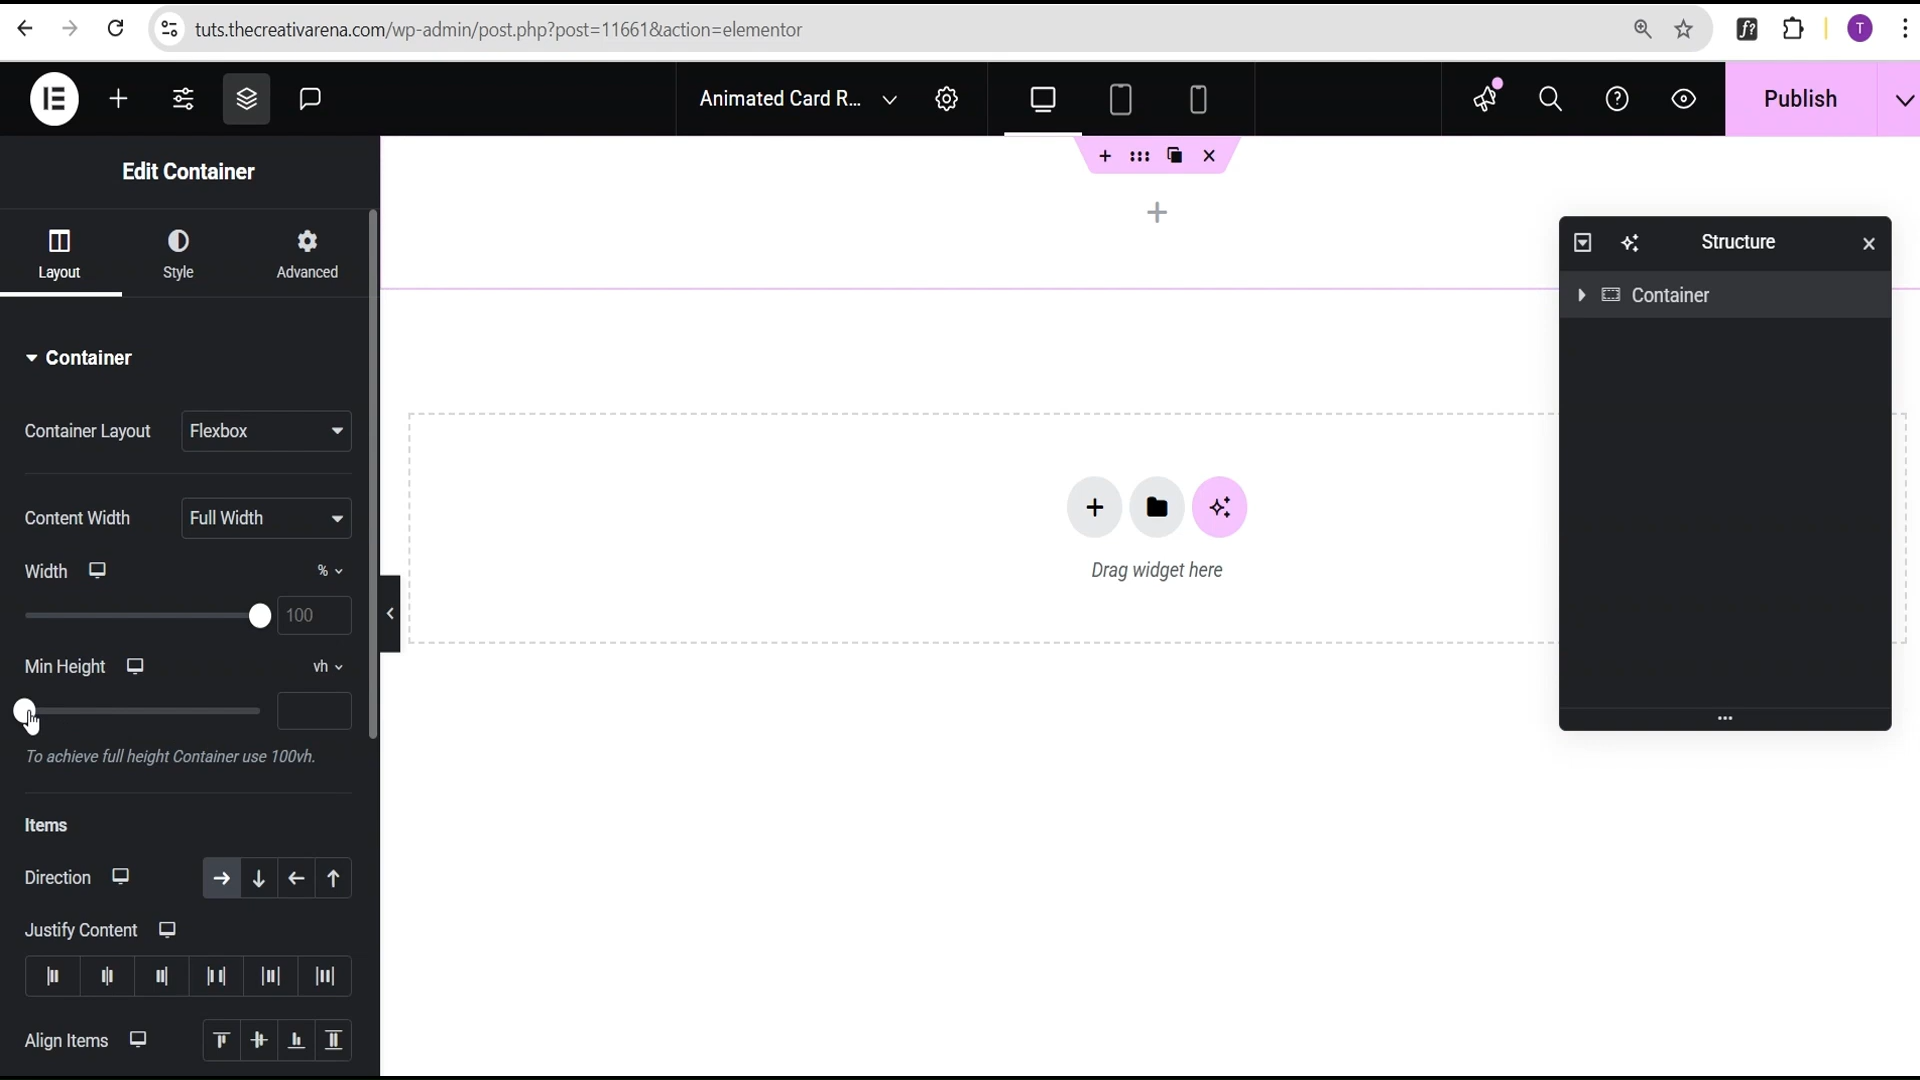 tuts.thecreativarena.com/wp-admin/post.php?post=11661&action=elementor
T
Animated Card R...
Publish
Edit Container
Layout
Style
Advanced
Structure
Container
Container
Container Layout
Flexbox
Content Width
Full Width
Width
%
100
Min Height
vh
To achieve full height Container use 100vh.
Drag widget here
Items
Direction
Justify Content
Align Items